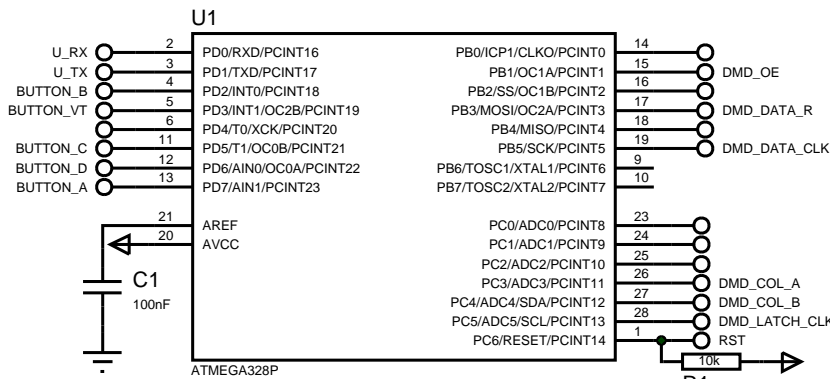 U1
U_RX 2 PD0/RXD/PCINT16 PB0/ICP1/CLKO/PCINT0 14
U_TX 3 PD1/TXD/PCINT17 PB1/OC1A/PCINT1 15 DMD_OE
BUTTON_B 4 PD2/INT0/PCINT18 PB2/SS/OC1B/PCINT2 16
BUTTON_VT 5 PD3/INT1/OC2B/PCINT19 PB3/MOSI/OC2A/PCINT3 17 DMD_DATA_R
6 PD4/T0/XCK/PCINT20 PB4/MISO/PCINT4 18
BUTTON_C 11 PD5/T1/OC0B/PCINT21 PB5/SCK/PCINT5 19 DMD_DATA_CLK
BUTTON_D 12 PD6/AIN0/OC0A/PCINT22 PB6/TOSC1/XTAL1/PCINT6 9
BUTTON_A 13 PD7/AIN1/PCINT23 PB7/TOSC2/XTAL2/PCINT7 10
21 AREF PC0/ADC0/PCINT8 23
20 AVCC PC1/ADC1/PCINT9 24
PC2/ADC2/PCINT10 25
C1 PC3/ADC3/PCINT11 26 DMD_COL_A
100nF PC4/ADC4/SDA/PCINT12 27 DMD_COL_B
PC5/ADC5/SCL/PCINT13 28 DMD_LATCH_CLK
PC6/RESET/PCINT14 1 RST
10k
ATMEGA328P